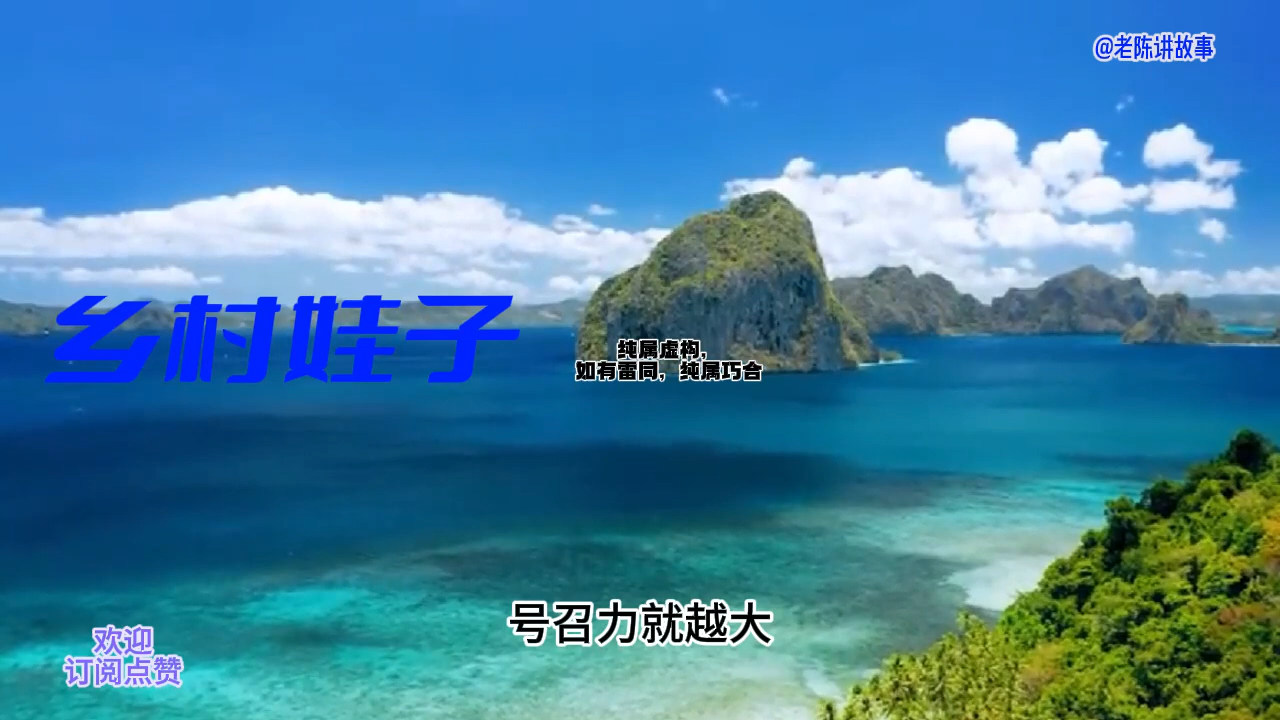 @老陈讲故事
乡村娃子
纯属虚构，
如有雷同，纯属巧合
号召力就越大
欢迎
订阅点赞